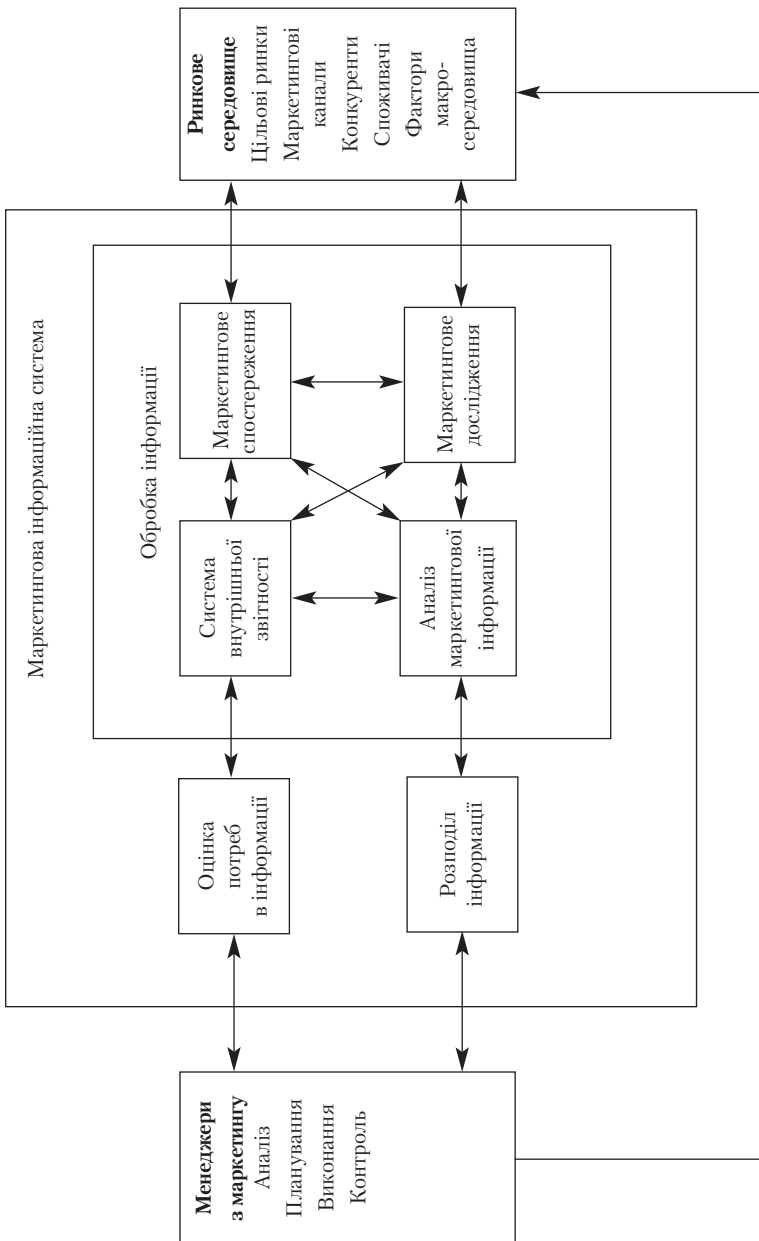 Маркетингова інформаційна система
Менеджери
з маркетингу
Аналіз
Планування
Виконання
Контроль
Оцінка
потреб
в інформації
Розподіл
інформації
Обробка інформації
Система
внутрішньої
звітності
Маркетингове
спостереження
Аналіз
маркетингової
інформації
Маркетингове
дослідження
Ринкове
середовище
Цільові ринки
Маркетингові
канали
Конкуренти
Споживачі
Фактори
макро-
середовища